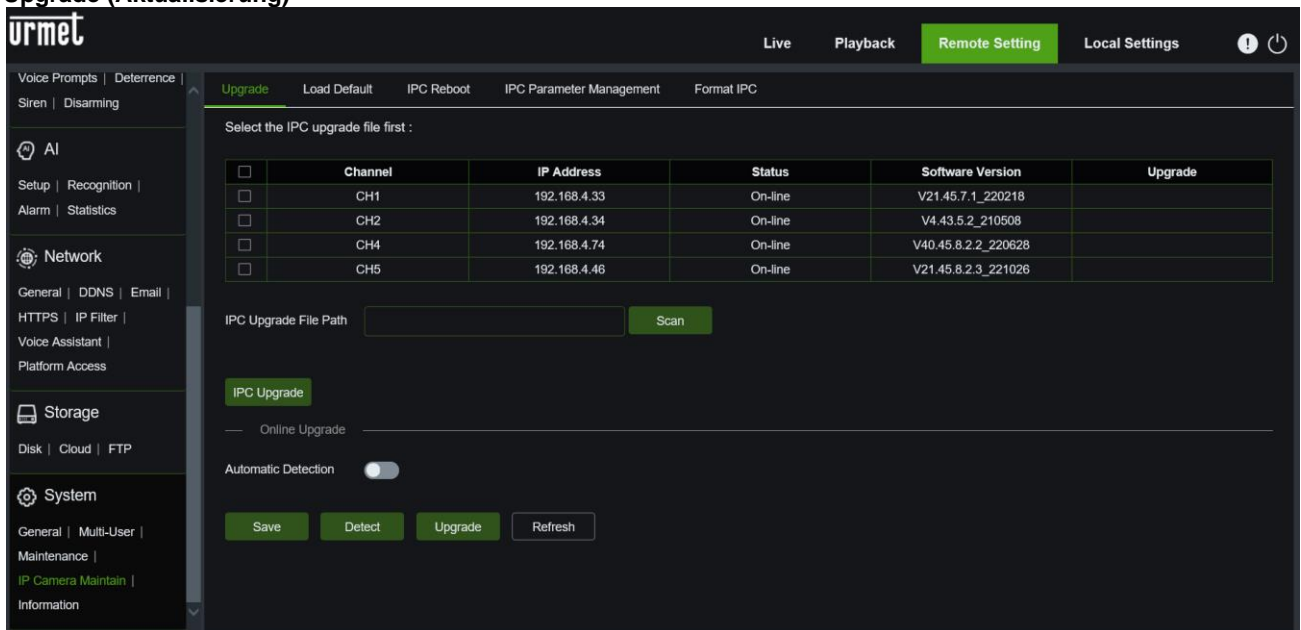 Upgrade (Aktualisierung)
urmet
Live Playback Remote Setting Local Settings
Voice Prompts | Deterrence |
Siren | Disarming
AI
Setup | Recognition |
Alarm | Statistics
Network
General | DDNS | Email |
HTTPS | IP Filter |
Voice Assistant |
Platform Access
Storage
Disk | Cloud | FTP
System
General | Multi-User |
Maintenance |
IP Camera Maintain |
Information
Upgrade Load Default IPC Reboot IPC Parameter Management Format IPC
Select the IPC upgrade file first :
Channel IP Address Status Software Version Upgrade
CH1 192.168.4.33 On-line V21.45.7.1_220218
CH2 192.168.4.34 On-line V4.43.5.2_210508
CH4 192.168.4.74 On-line V40.45.8.2.2_220628
CH5 192.168.4.46 On-line V21.45.8.2.3_221026
IPC Upgrade File Path Scan
IPC Upgrade
Online Upgrade
Automatic Detection
Save Detect Upgrade Refresh